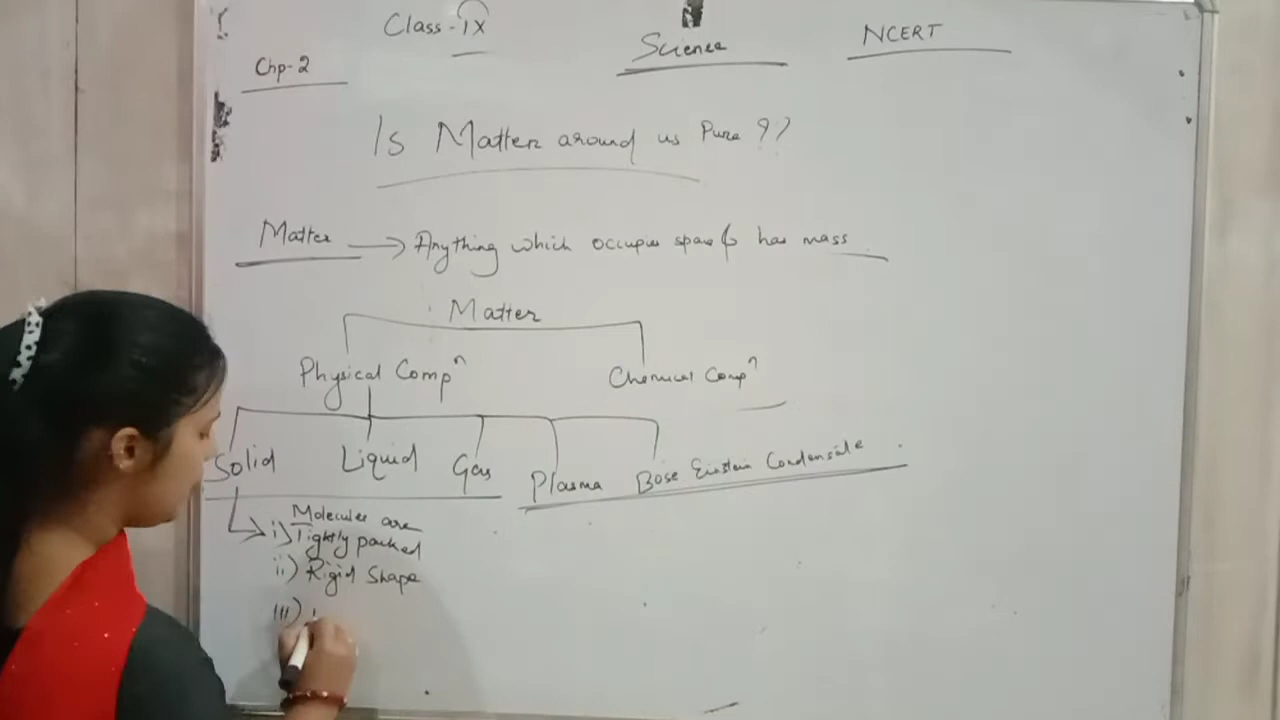 Class-IX
Science
NCERT
Chp-2
Is Matter around us Pure ??
Matter → Anything which occupies space & has mass
Matter
Physical Compⁿ
Chemical Compⁿ
Solid
Liquid
Gas
Plasma
Bose Einstein Condensate
Molecules are
i) Tightly packed
ii) Rigid Shape
iii)